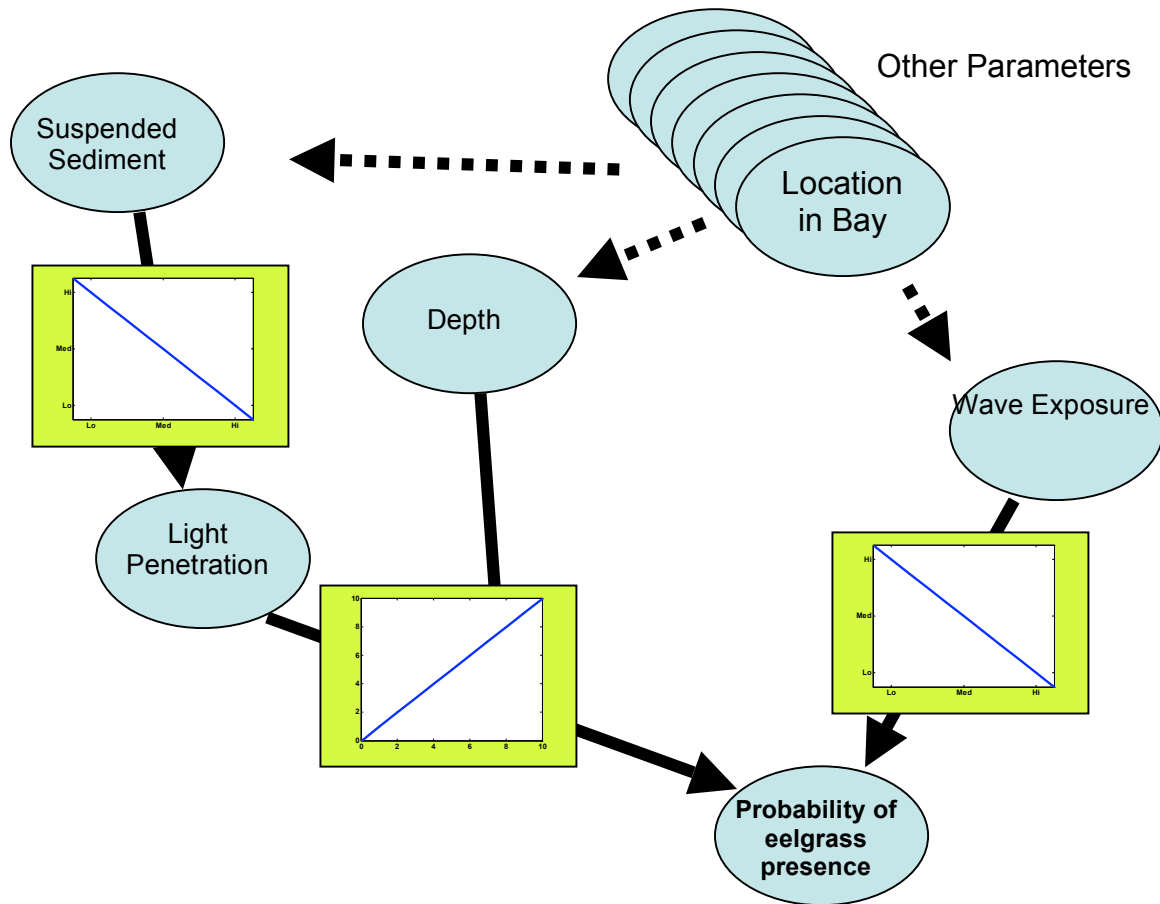 Other Parameters
Suspended
Sediment
Location
in Bay
Hi
Med
Lo
Lo Med Hi
Depth
Wave Exposure
Light
Penetration
10
8
6
4
2
0
0 2 4 6 8 10
Hi
Med
Lo
Lo Med Hi
Probability of
eelgrass
presence